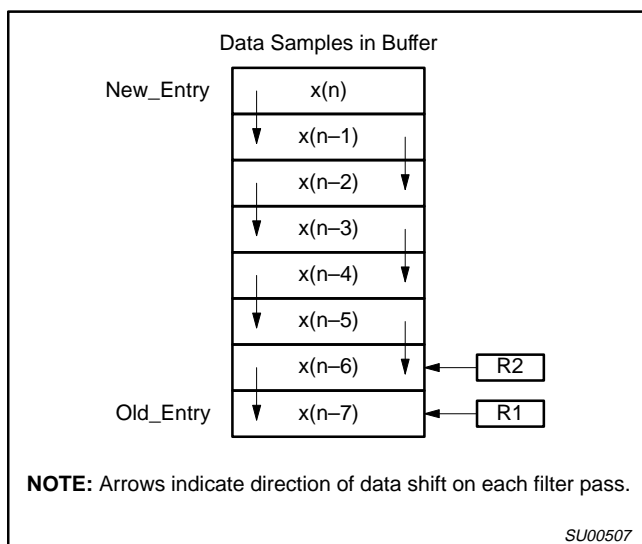 Data Samples in Buffer
New_Entry x(n)
x(n–1)
x(n–2)
x(n–3)
x(n–4)
x(n–5)
x(n–6) R2
Old_Entry x(n–7) R1
NOTE: Arrows indicate direction of data shift on each filter pass.
SU00507